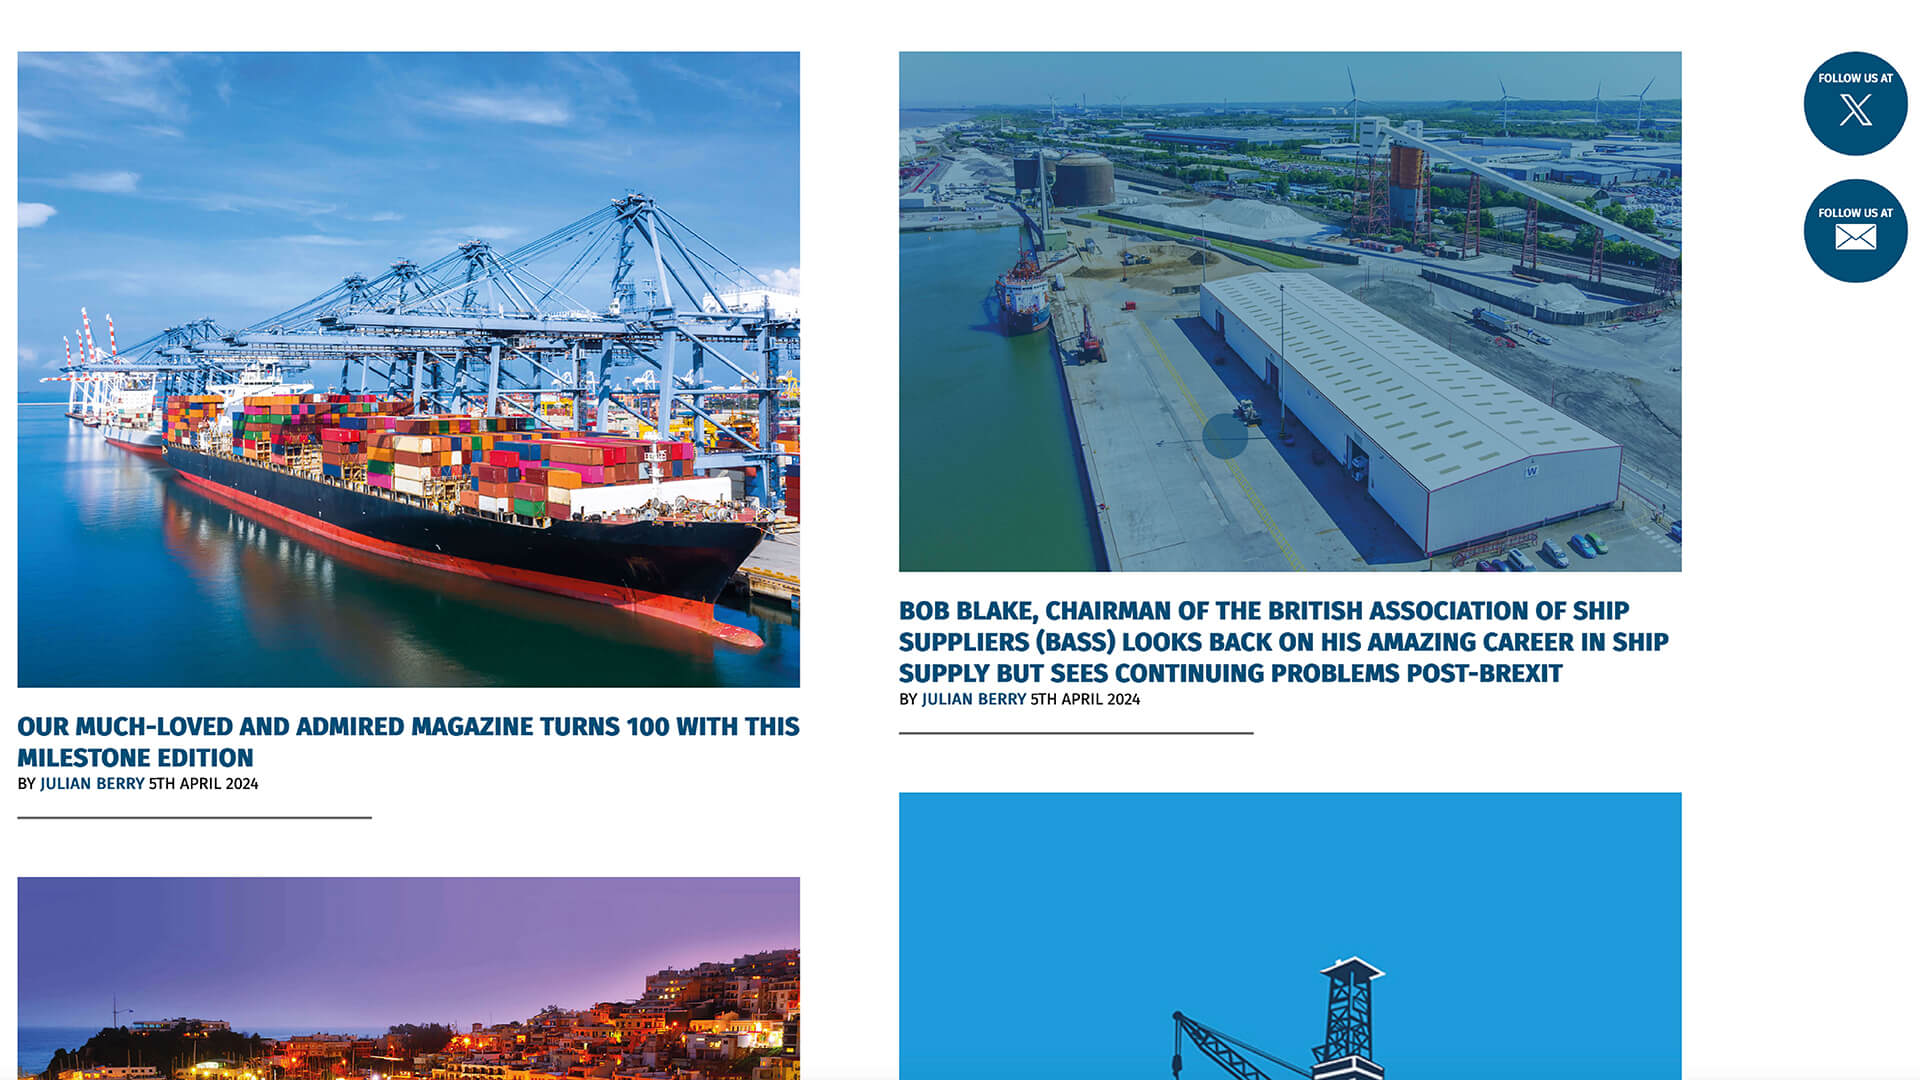 OUR MUCH-LOVED AND ADMIRED MAGAZINE TURNS 100 WITH THIS
MILESTONE EDITION
BY JULIAN BERRY 5TH APRIL 2024
W
BOB BLAKE, CHAIRMAN OF THE BRITISH ASSOCIATION OF SHIP
SUPPLIERS (BASS) LOOKS BACK ON HIS AMAZING CAREER IN SHIP
SUPPLY BUT SEES CONTINUING PROBLEMS POST-BREXIT
BY JULIAN BERRY 5TH APRIL 2024
FOLLOW US AT
X
FOLLOW US AT